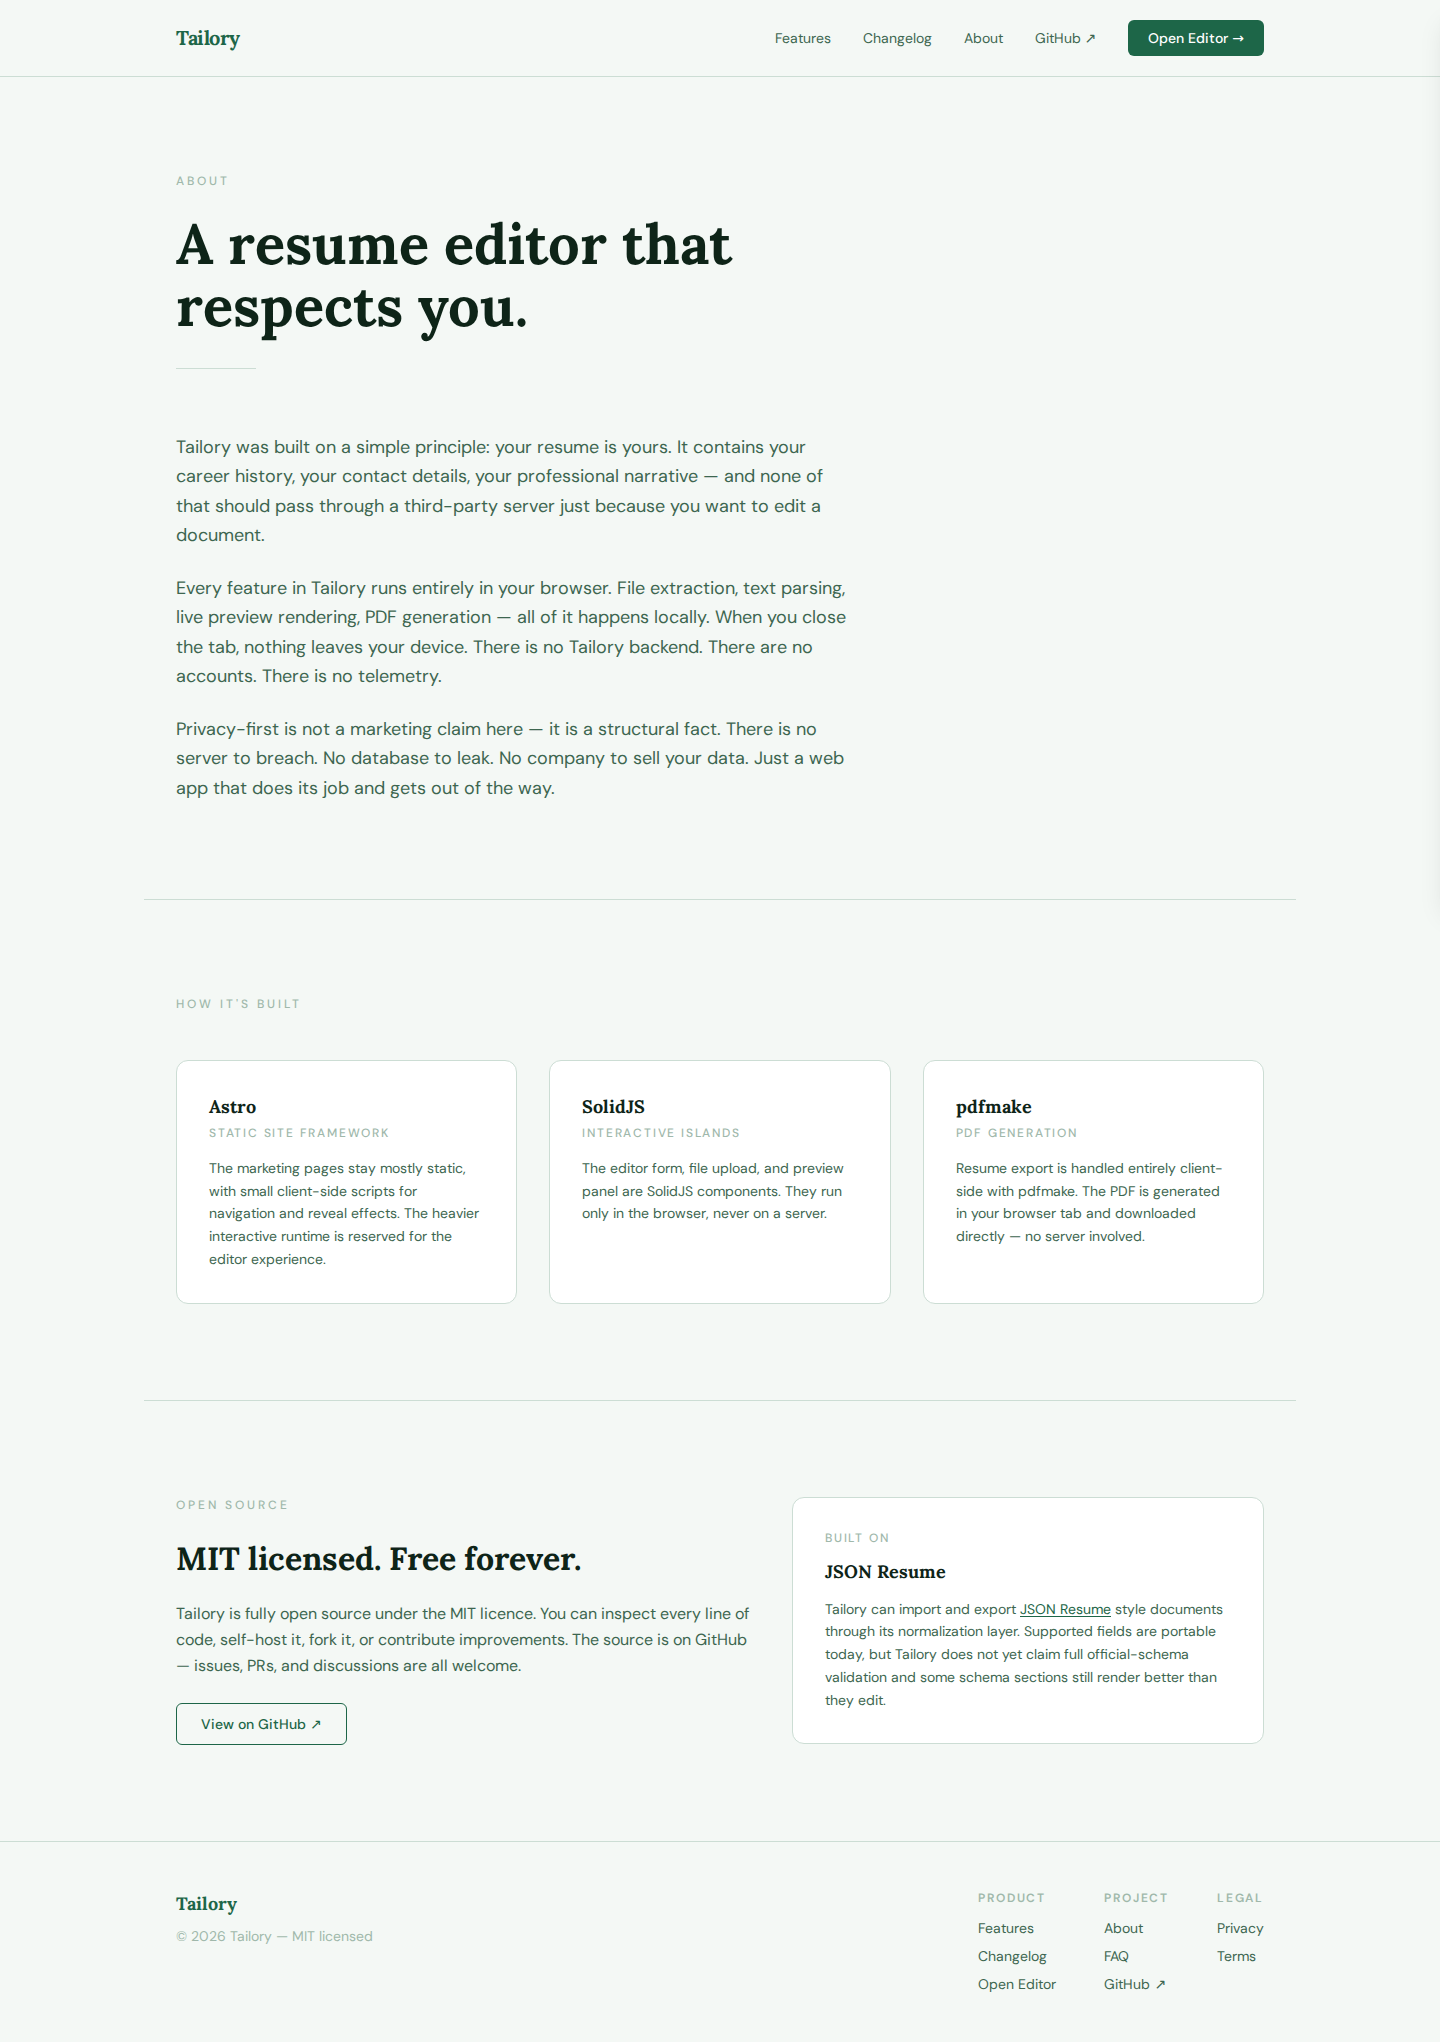 Tailory
Features
Changelog
About
GitHub ↗
Open Editor →
ABOUT
A resume editor that
respects you.
Tailory was built on a simple principle: your resume is yours. It contains your
career history, your contact details, your professional narrative — and none of
that should pass through a third-party server just because you want to edit a
document.
Every feature in Tailory runs entirely in your browser. File extraction, text parsing,
live preview rendering, PDF generation — all of it happens locally. When you close
the tab, nothing leaves your device. There is no Tailory backend. There are no
accounts. There is no telemetry.
Privacy-first is not a marketing claim here — it is a structural fact. There is no
server to breach. No database to leak. No company to sell your data. Just a web
app that does its job and gets out of the way.
HOW IT'S BUILT
Astro
STATIC SITE FRAMEWORK
The marketing pages stay mostly static,
with small client-side scripts for
navigation and reveal effects. The heavier
interactive runtime is reserved for the
editor experience.
SolidJS
INTERACTIVE ISLANDS
The editor form, file upload, and preview
panel are SolidJS components. They run
only in the browser, never on a server.
pdfmake
PDF GENERATION
Resume export is handled entirely client-
side with pdfmake. The PDF is generated
in your browser tab and downloaded
directly — no server involved.
OPEN SOURCE
MIT licensed. Free forever.
Tailory is fully open source under the MIT licence. You can inspect every line of
code, self-host it, fork it, or contribute improvements. The source is on GitHub
— issues, PRs, and discussions are all welcome.
View on GitHub ↗
BUILT ON
JSON Resume
Tailory can import and export JSON Resume style documents
through its normalization layer. Supported fields are portable
today, but Tailory does not yet claim full official-schema
validation and some schema sections still render better than
they edit.
Tailory
© 2026 Tailory — MIT licensed
PRODUCT
Features
Changelog
Open Editor
PROJECT
About
FAQ
GitHub ↗
LEGAL
Privacy
Terms